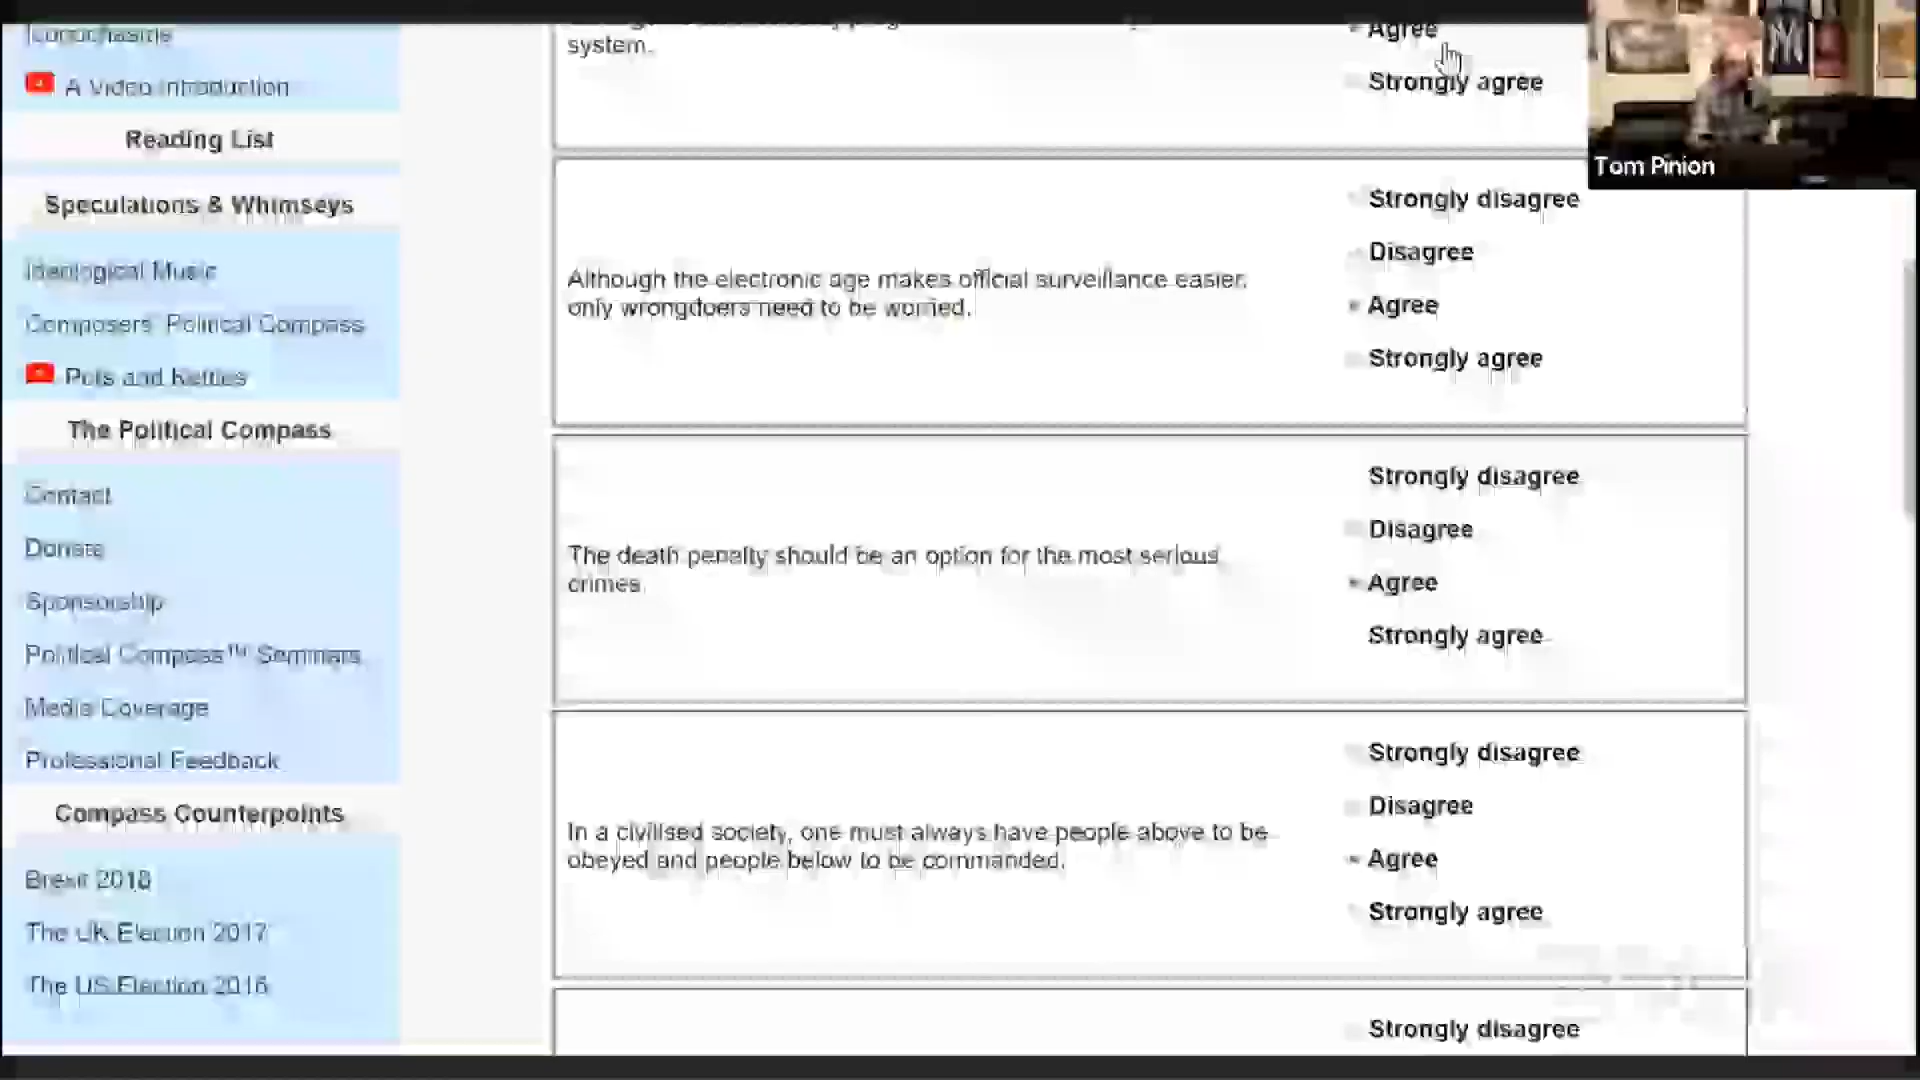 Iconochasms
A Video Introduction
Reading List
Speculations & Whimseys
Ideological Music
Composers' Political Compass
Pots and Kettles
The Political Compass
Contact
Donate
Sponsorship
Political Compass™ Seminars
Media Coverage
Professional Feedback
Compass Counterpoints
Brexit 2018
The UK Election 2017
The US Election 2016
system.
Agree
Strongly agree
Although the electronic age makes official surveillance easier,
only wrongdoers need to be worried.
Strongly disagree
Disagree
Agree
Strongly agree
The death penalty should be an option for the most serious
crimes.
Strongly disagree
Disagree
Agree
Strongly agree
In a civilised society, one must always have people above to be
obeyed and people below to be commanded.
Strongly disagree
Disagree
Agree
Strongly agree
Strongly disagree
Tom Pinion